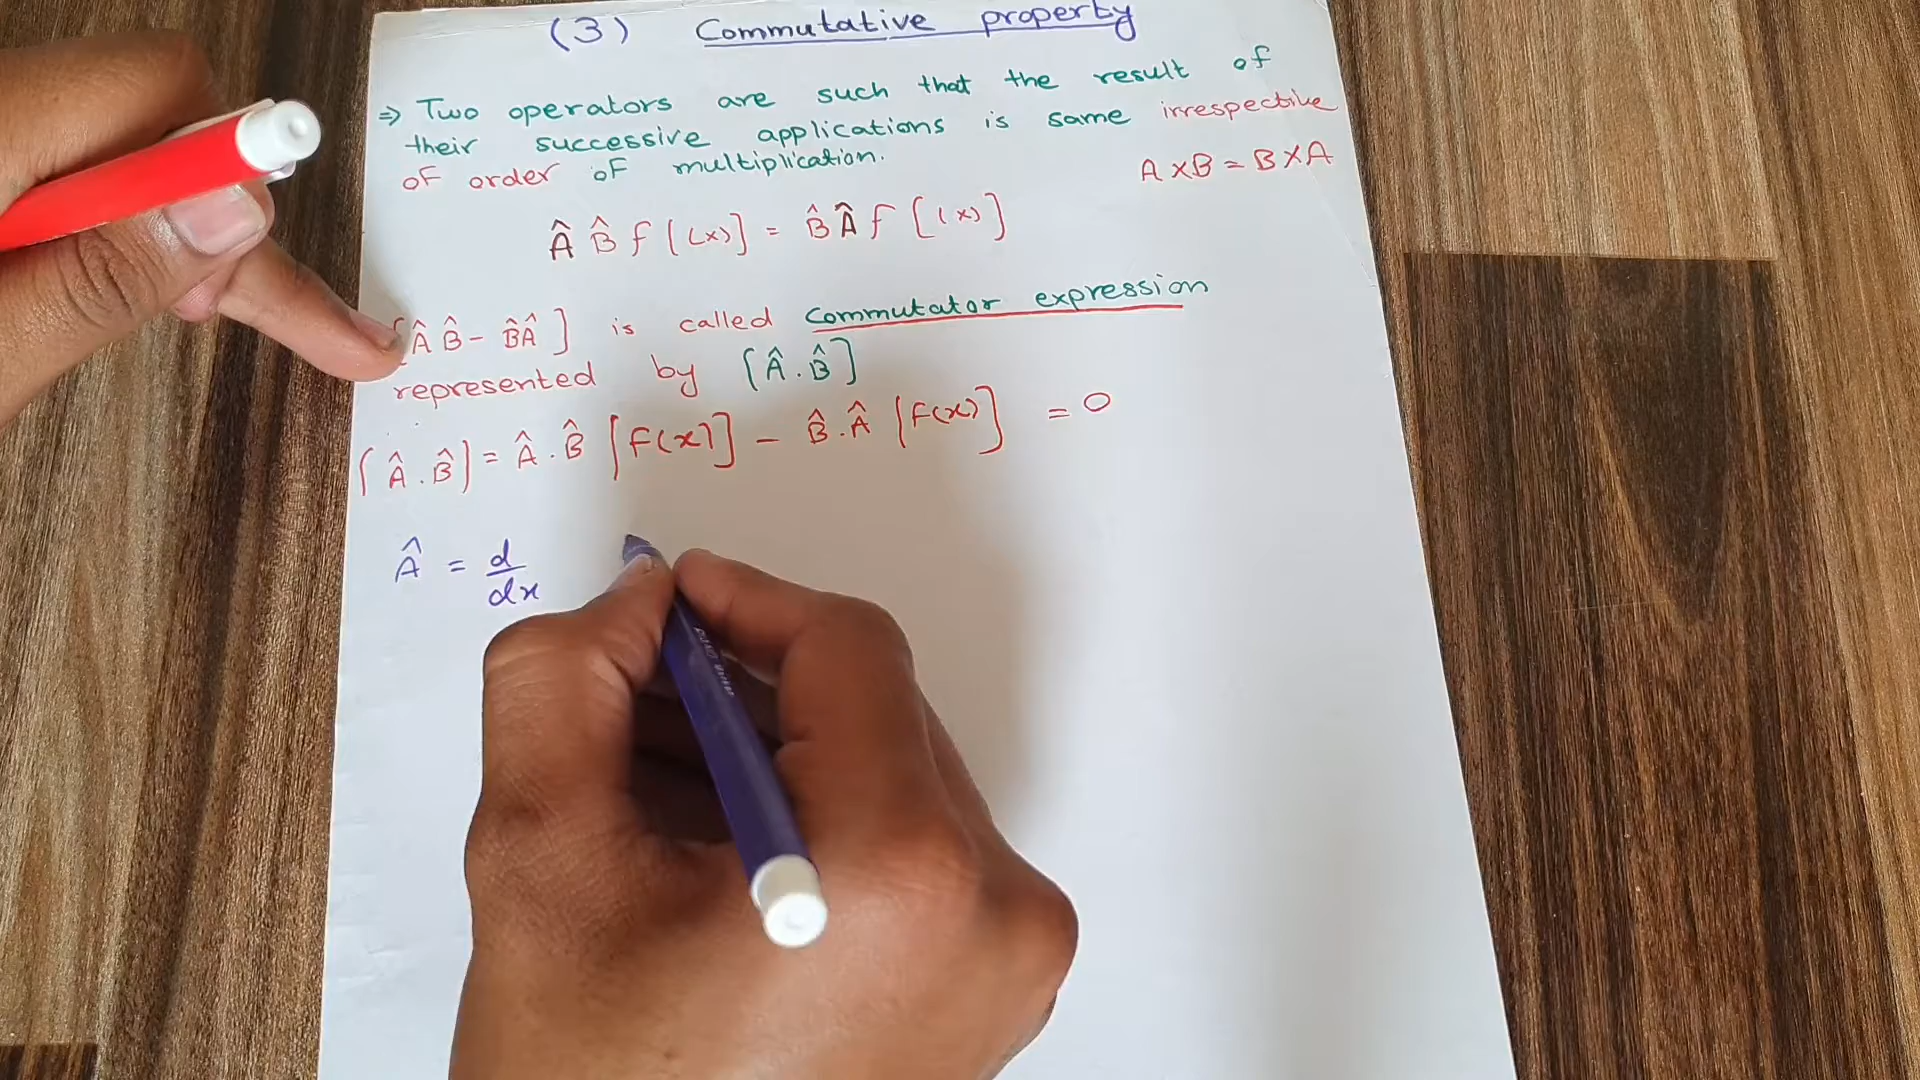 (3) Commutative property
⇒ Two operators are such that the result of
their successive applications is same irrespective
of order of multiplication.
A × B = B × A
Â B̂ f [(x)] = B̂ Â f [(x)]
[Â B̂ - B̂Â] is called Commutator expression
represented by [Â . B̂]
[Â . B̂] = Â . B̂ [F(x)] - B̂ . Â [F(x)] = 0
Â = d/dx